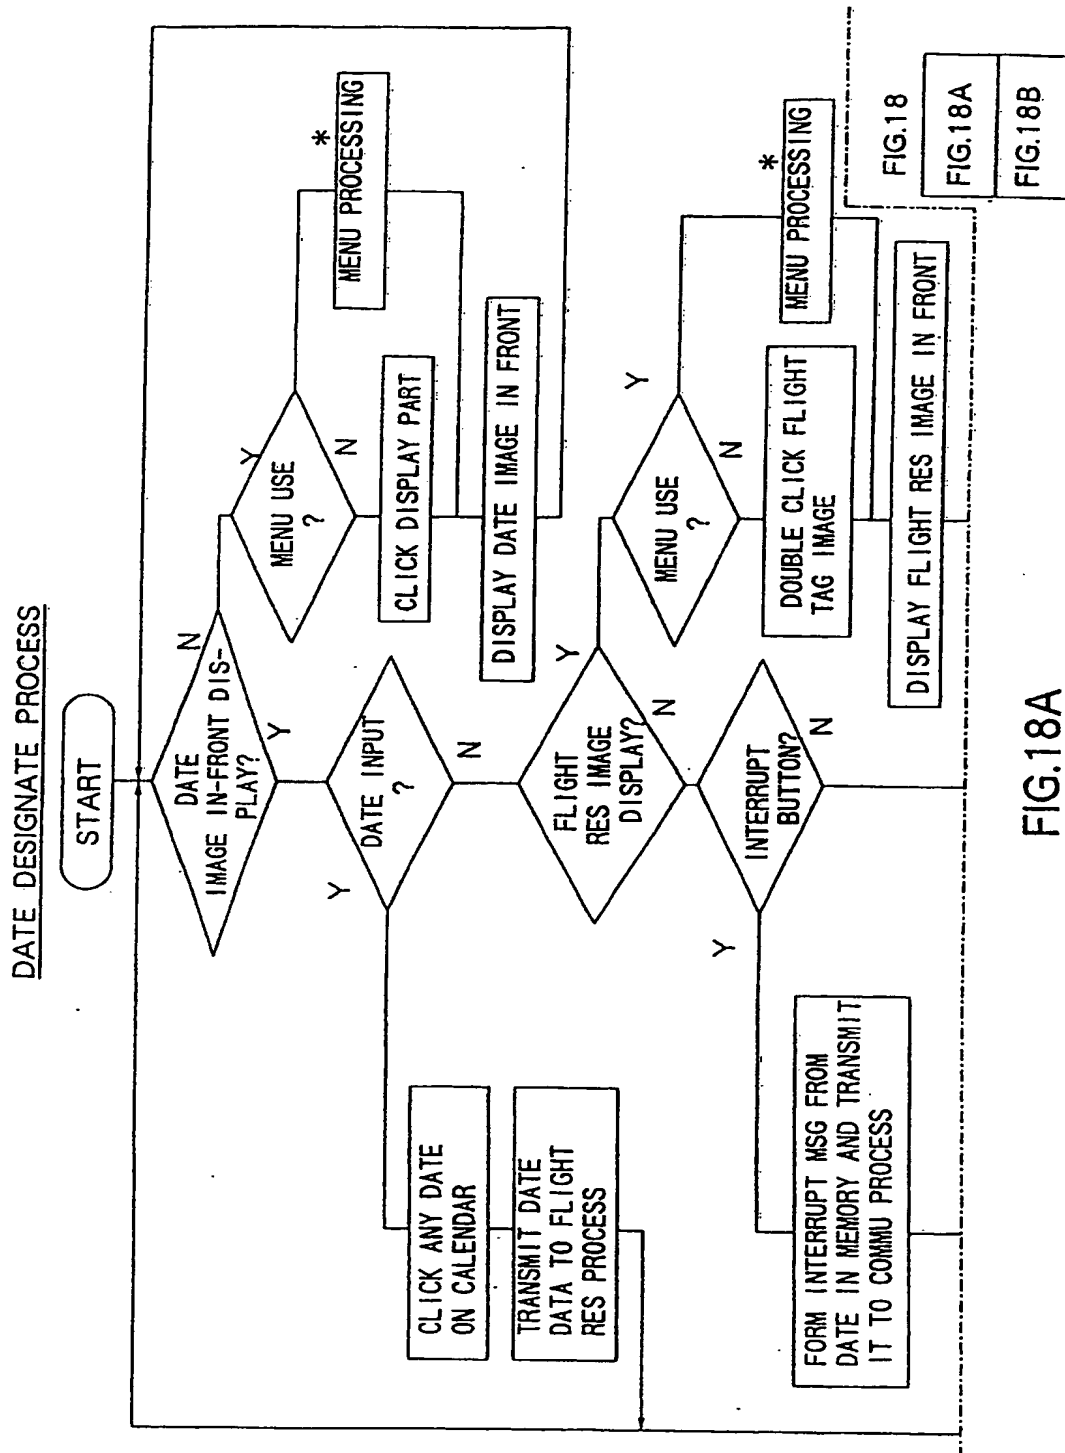 DATE DESIGNATE PROCESS
START
DATE
IMAGE IN-FRONT DIS-
PLAY?
N
Y
MENU USE
?
Y
N
*
MENU PROCESSING
CLICK DISPLAY PART
DISPLAY DATE IMAGE IN FRONT
DATE INPUT
?
Y
N
CLICK ANY DATE
ON CALENDAR
TRANSMIT DATE
DATA TO FLIGHT
RES PROCESS
FLIGHT
RES IMAGE
DISPLAY?
Y
N
MENU USE
?
Y
N
*
MENU PROCESSING
DOUBLE CLICK FLIGHT
TAG IMAGE
DISPLAY FLIGHT RES IMAGE IN FRONT
INTERRUPT
BUTTON?
Y
N
FORM INTERRUPT MSG FROM
DATE IN MEMORY AND TRANSMIT
IT TO COMMU PROCESS
FIG.18
FIG.18A
FIG.18B
FIG.18A